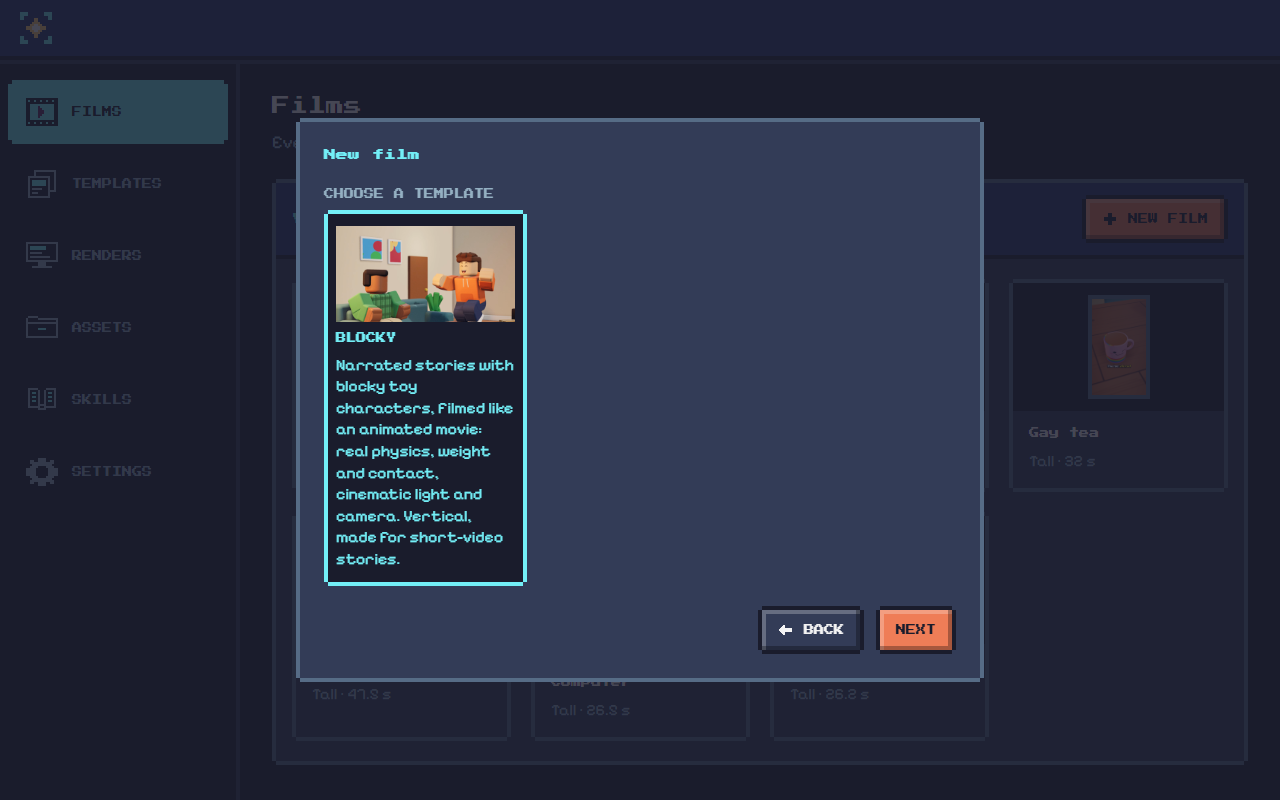 FILMS
TEMPLATES
RENDERS
ASSETS
SKILLS
SETTINGS
Films
+ NEW FILM
New film
CHOOSE A TEMPLATE
BLOCKY
Narrated stories with
blocky toy
characters, filmed like
an animated movie:
real physics, weight
and contact,
cinematic light and
camera. Vertical,
made for short-video
stories.
← BACK
NEXT
Gay tea
Tall · 38 s
Tall · 47.8 s
Computer
Tall · 26.8 s
Tall · 26.2 s